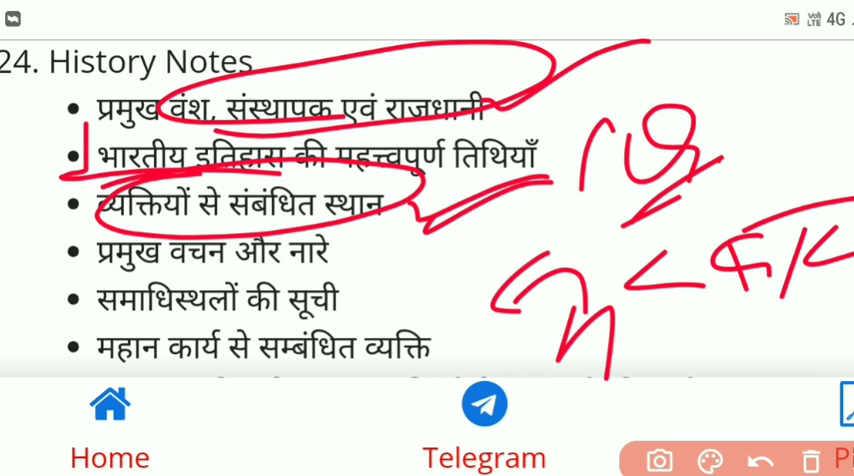 4G
24. History Notes
प्रमुख वंश, संस्थापक एवं राजधानी
भारतीय इतिहास की महत्त्वपूर्ण तिथियाँ
व्यक्तियों से संबंधित स्थान
प्रमुख वचन और नारे
समाधिस्थलों की सूची
महान कार्य से सम्बंधित व्यक्ति
Home
Telegram